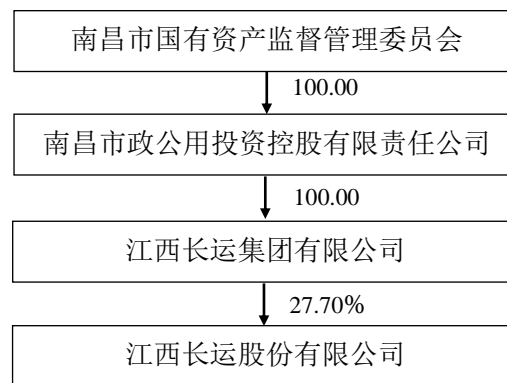 南昌市国有资产监督管理委员会
100.00
南昌市政公用投资控股有限责任公司
100.00
江西长运集团有限公司
27.70%
江西长运股份有限公司